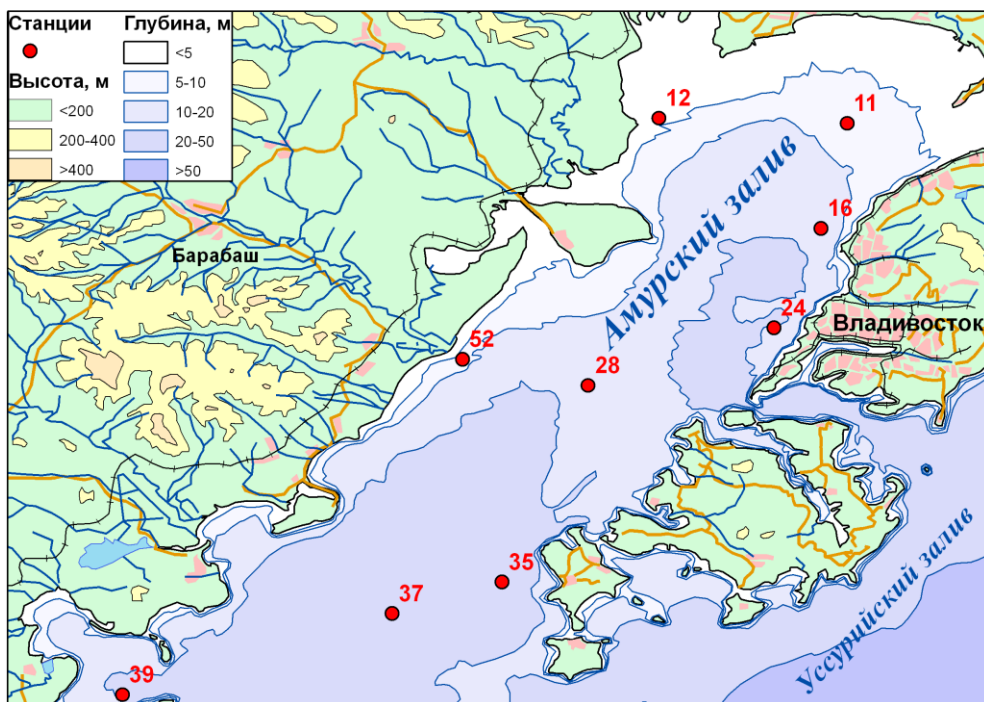 Станции
Высота, м
<200
200-400
>400
Глубина, м
<5
5-10
10-20
20-50
>50
12
11
Амурский залив
16
Барабаш
24
Владивосток
52
28
35
37
39
Уссурийский залив